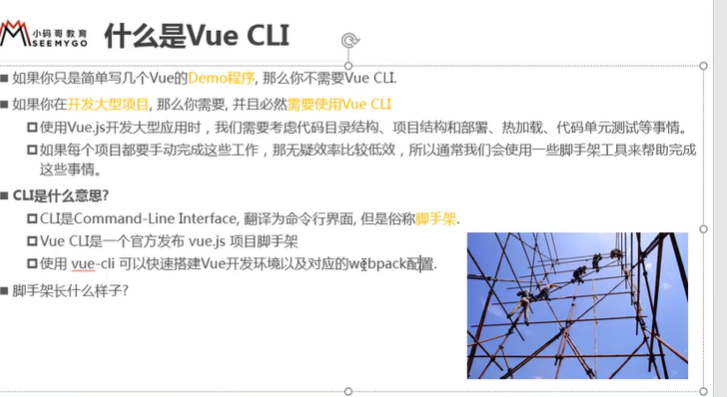 小码哥教育
SEEMYGO
什么是Vue CLI
如果你只是简单写几个Vue的Demo程序, 那么你不需要Vue CLI.
如果你在开发大型项目, 那么你需要, 并且必然需要使用Vue CLI
使用Vue.js开发大型应用时，我们需要考虑代码目录结构、项目结构和部署、热加载、代码单元测试等事情。
如果每个项目都要手动完成这些工作，那无疑效率比较低效，所以通常我们会使用一些脚手架工具来帮助完成
这些事情。
CLI是什么意思?
CLI是Command-Line Interface, 翻译为命令行界面, 但是俗称脚手架.
Vue CLI是一个官方发布 vue.js 项目脚手架
使用 vue-cli 可以快速搭建Vue开发环境以及对应的webpack配置.
脚手架长什么样子?